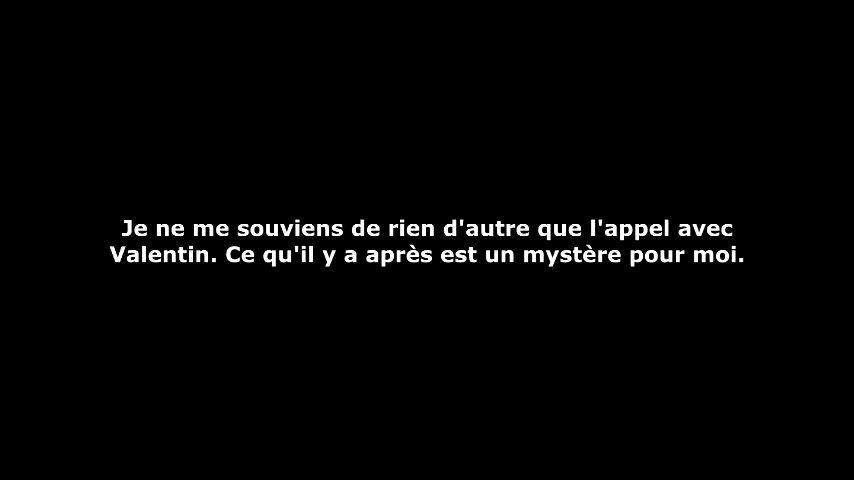 Je ne me souviens de rien d'autre que l'appel avec
Valentin. Ce qu'il y a après est un mystère pour moi.